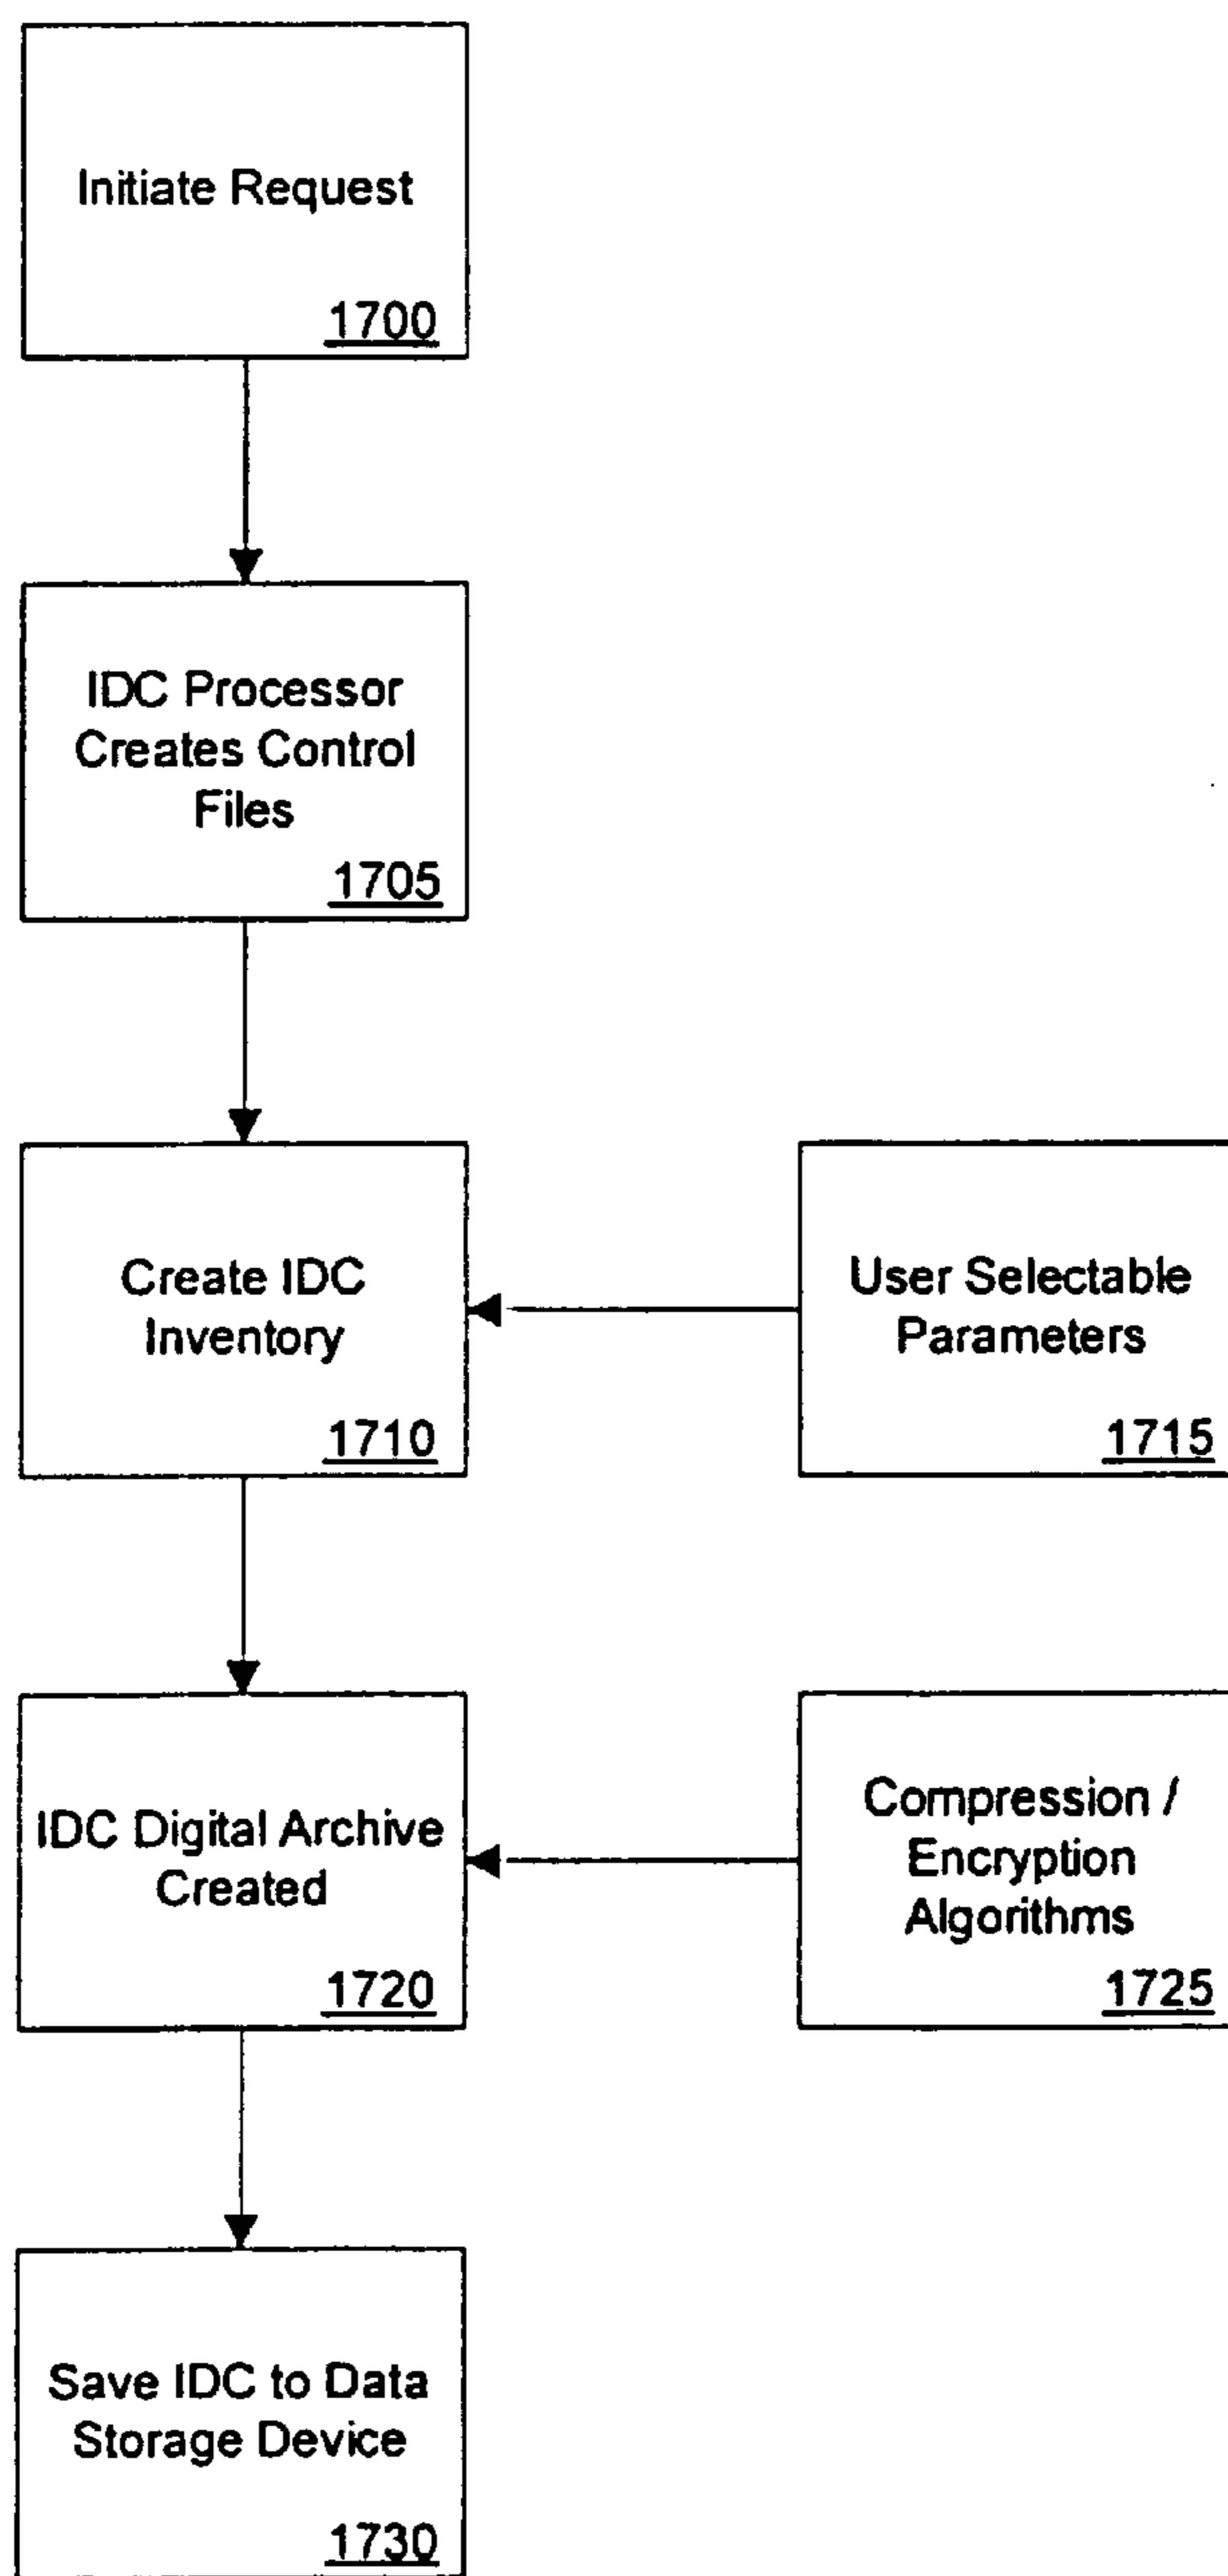 Initiate Request
1700
IDC Processor
Creates Control
Files
1705
Create IDC
Inventory
1710
User Selectable
Parameters
1715
IDC Digital Archive
Created
1720
Compression /
Encryption
Algorithms
1725
Save IDC to Data
Storage Device
1730